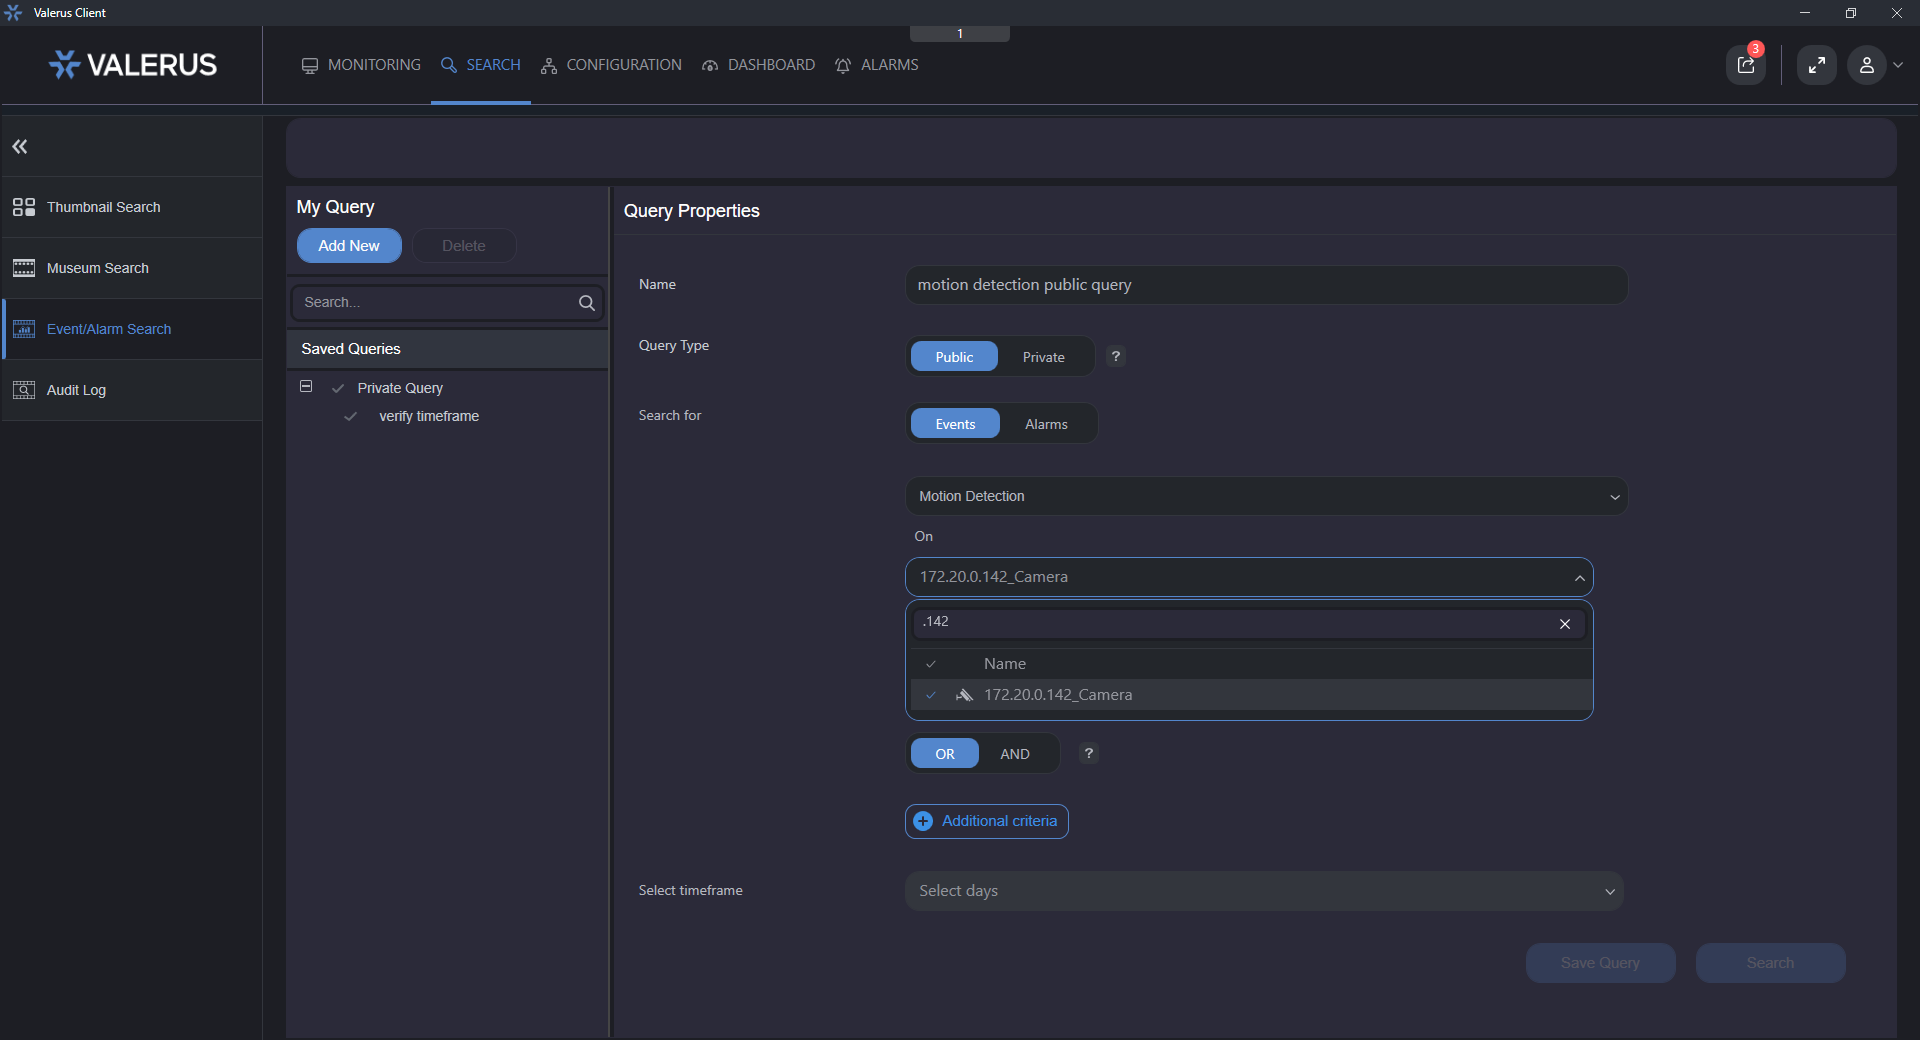 Valerus Client
1
VALERUS
MONITORING
SEARCH
CONFIGURATION
DASHBOARD
ALARMS
3
Thumbnail Search
Museum Search
Event/Alarm Search
Audit Log
My Query
Add New
Delete
Search...
Saved Queries
Private Query
verify timeframe
Query Properties
Name
motion detection public query
Query Type
Public
Private
?
Search for
Events
Alarms
Motion Detection
On
172.20.0.142_Camera
.142
Name
172.20.0.142_Camera
OR
AND
?
Additional criteria
Select timeframe
Select days
Save Query
Search